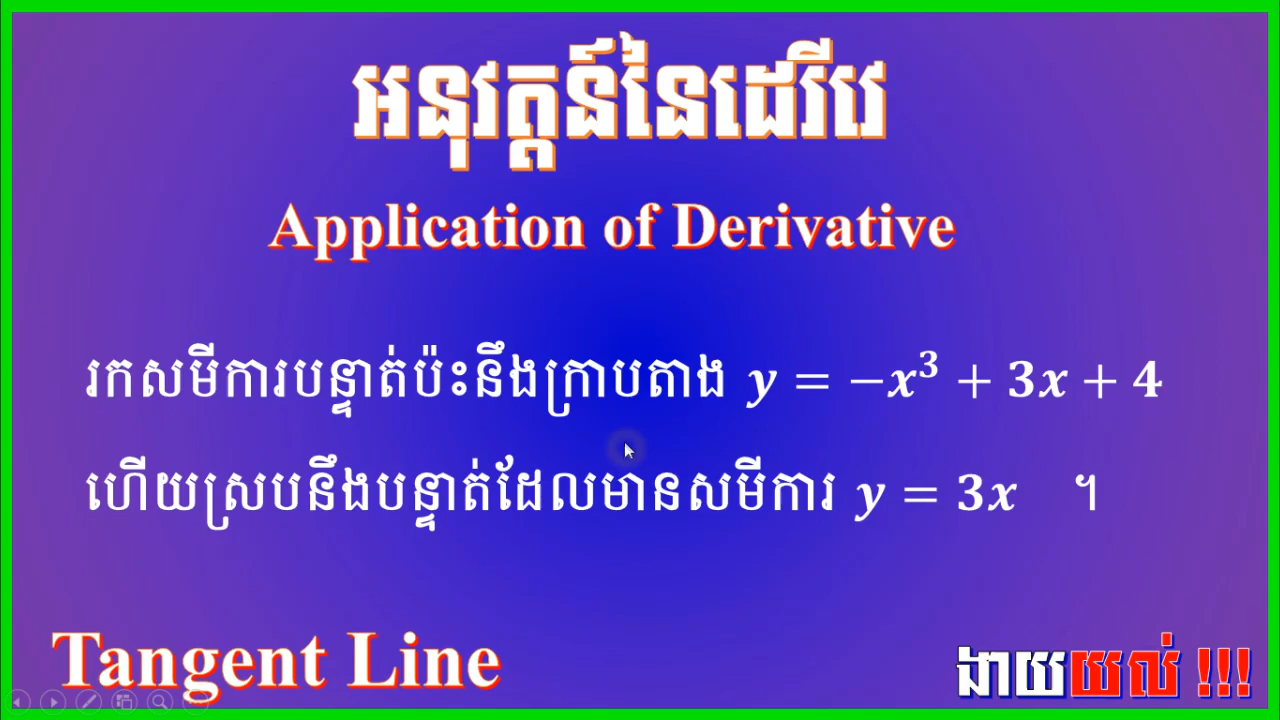 អនុវត្តន៍នៃដេរីវេ
Application of Derivative
រកសមីការបន្ទាត់ប៉ះនឹងក្រាបតាង y = −x³ + 3x + 4
ហើយស្របនឹងបន្ទាត់ដែលមានសមីការ y = 3x ។
Tangent Line
ងាយយល់ !!!